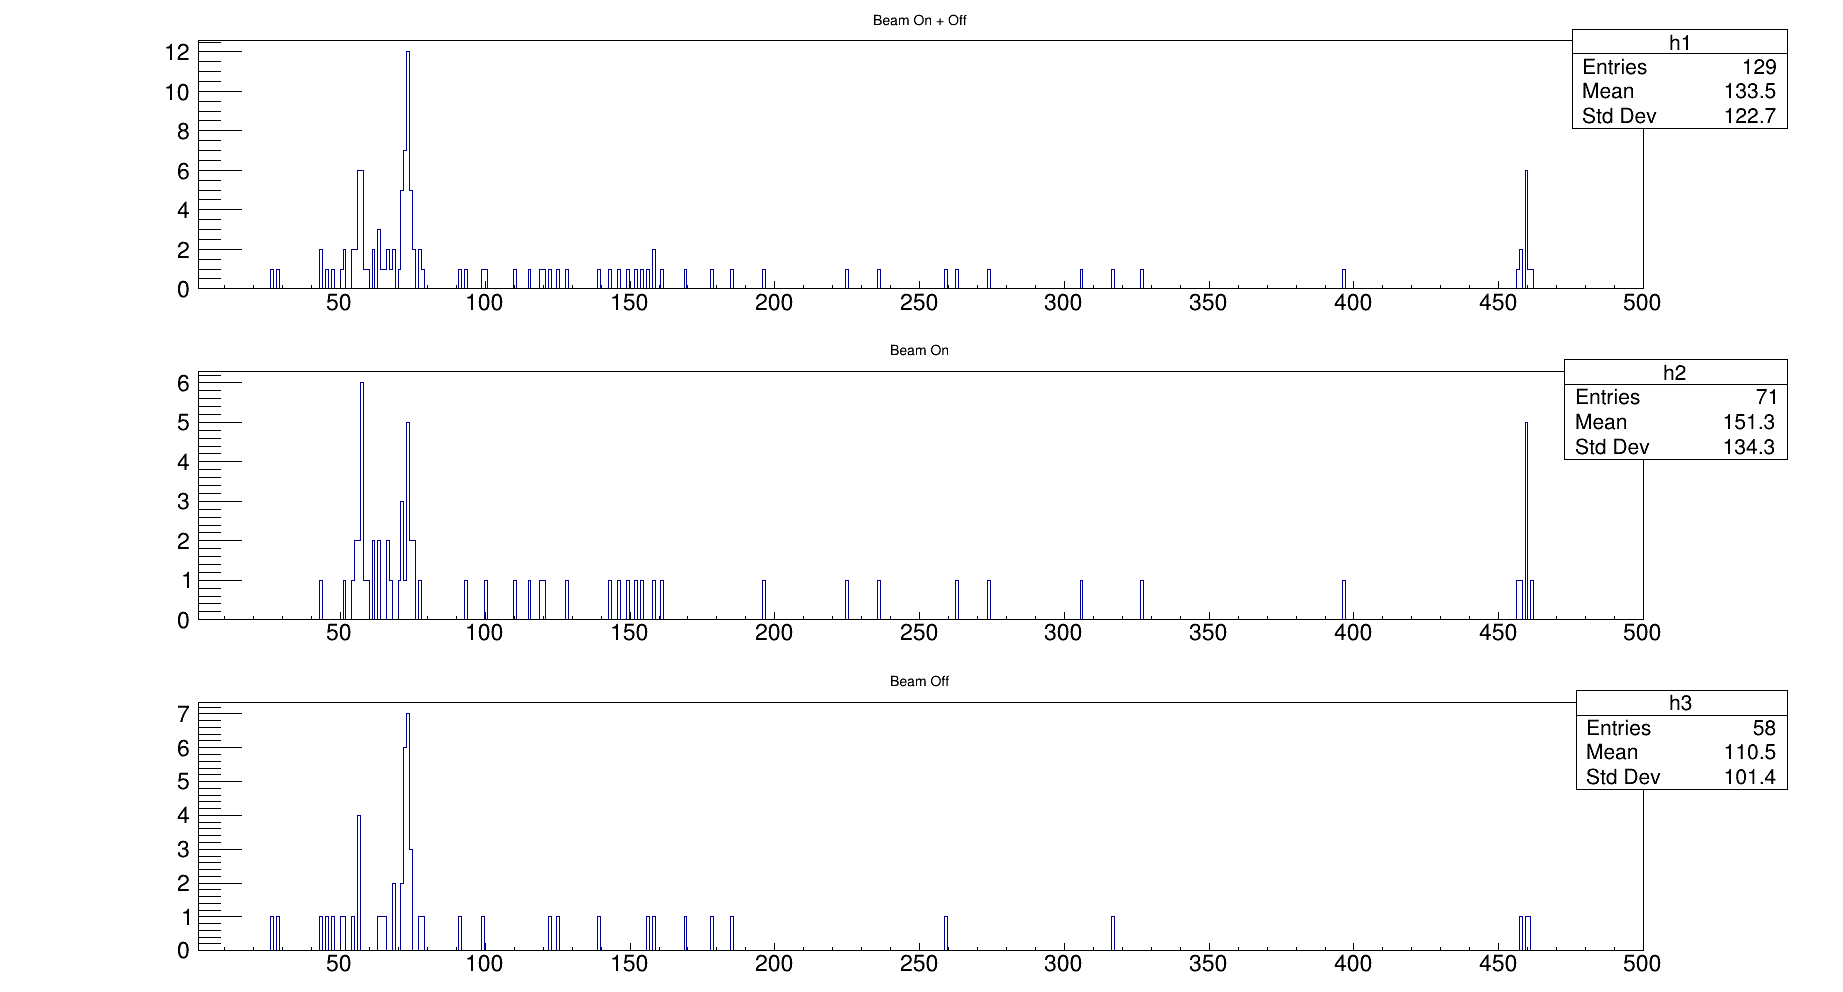 Beam On + Off
h1
Entries 129
Mean 133.5
Std Dev 122.7
12
10
8
6
4
2
0
50 100 150 200 250 300 350 400 450 500
Beam On
h2
Entries 71
Mean 151.3
Std Dev 134.3
6
5
4
3
2
1
0
50 100 150 200 250 300 350 400 450 500
Beam Off
h3
Entries 58
Mean 110.5
Std Dev 101.4
7
6
5
4
3
2
1
0
50 100 150 200 250 300 350 400 450 500